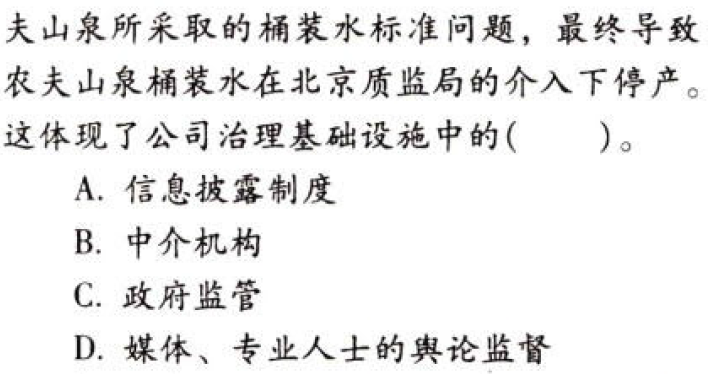 夫山泉所采取的桶装水标准问题，最终导致
农夫山泉桶装水在北京质监局的介入下停产。
这体现了公司治理基础设施中的(　　)。
A. 信息披露制度
B. 中介机构
C. 政府监管
D. 媒体、专业人士的舆论监督